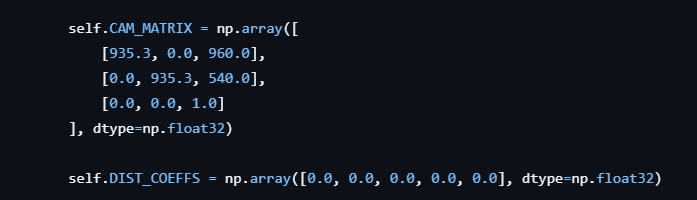 self.CAM_MATRIX = np.array([
[935.3, 0.0, 960.0],
[0.0, 935.3, 540.0],
[0.0, 0.0, 1.0]
], dtype=np.float32)
self.DIST_COEFFS = np.array([0.0, 0.0, 0.0, 0.0, 0.0], dtype=np.float32)